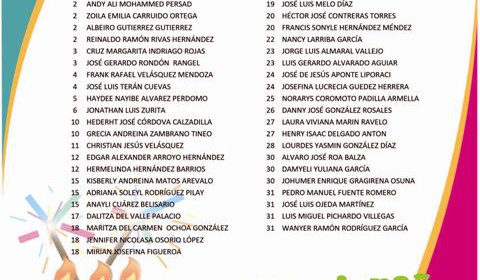 2 ANDY ALI MOHAMMED PERSAD
2 ZOILA EMILIA CARRUIDO ORTEGA
2 ALBEIRO GUTIERREZ GUTIERREZ
2 REINALDO RAMÓN RIVAS HERNÁNDEZ
3 CRUZ MARGARITA INDRIAGO ROJAS
3 JOSÉ GERARDO RONDÓN RANGEL
4 FRANK RAFAEL VELÁSQUEZ MENDOZA
4 JOSÉ LUIS TERÁN CUEVAS
5 HAYDEE NAYIBE ALVAREZ PERDOMO
6 JONATHAN LUIS ZURITA
10 HEDERHT JOSÉ CÓRDOVA CALZADILLA
10 GRECIA ANDREINA ZAMBRANO TINEO
11 CHRISTIAN JESÚS VELÁSQUEZ
12 EDGAR ALEXANDER ARROYO HERNÁNDEZ
12 HERMELINDA HERNÁNDEZ BARRIOS
15 KISBERLY ANDREINA MATOS AREVALO
15 ADRIANA SOLEYL RODRÍGUEZ PILAY
15 ANAYLI CUÁREZ BELISARIO
17 DALITZA DEL VALLE PALACIO
18 MARITZA DEL CARMEN OCHOA GONZÁLEZ
18 JENNIFER NICOLASA OSORIO LÓPEZ
18 MIRIAN JOSEFINA FIGUEROA
19 JOSÉ LUIS MELO DÍAZ
20 HÉCTOR JOSÉ CONTRERAS TORRES
20 FRANCIS SONYLE HERNÁNDEZ MÉNDEZ
22 NANCY LARRIBA GARCÍA
23 JORGE LUIS ALMARAL VALLEJO
23 LUIS GERARDO ALVARADO AGUIAR
24 JOSÉ DE JESÚS APONTE LIPORACI
24 JOSEFINA LUCRECIA GUEDEZ HERRERA
25 NORARYS COROMOTO PADILLA ARMELLA
26 DANNY JOSÉ GONZÁLEZ ROSALES
27 LAURA VIVIANA MARIN RAVELO
27 HENRY ISAAC DELGADO ANTON
28 LOURDES YASMIN GONZÁLEZ DÍAZ
30 ALVARO JOSÉ ROA BALZA
30 DAMYELI YULIANA GARCÍA
30 JOHUMER ENRIQUE GRAGIRENA OSUNA
31 PEDRO MANUEL FUENTE ROMERO
31 JOSÉ LUIS OJEDA MARTÍNEZ
31 LUIS MIGUEL PICHARDO VILLEGAS
31 WANYER RAMÓN RODRÍGUEZ GARCÍA